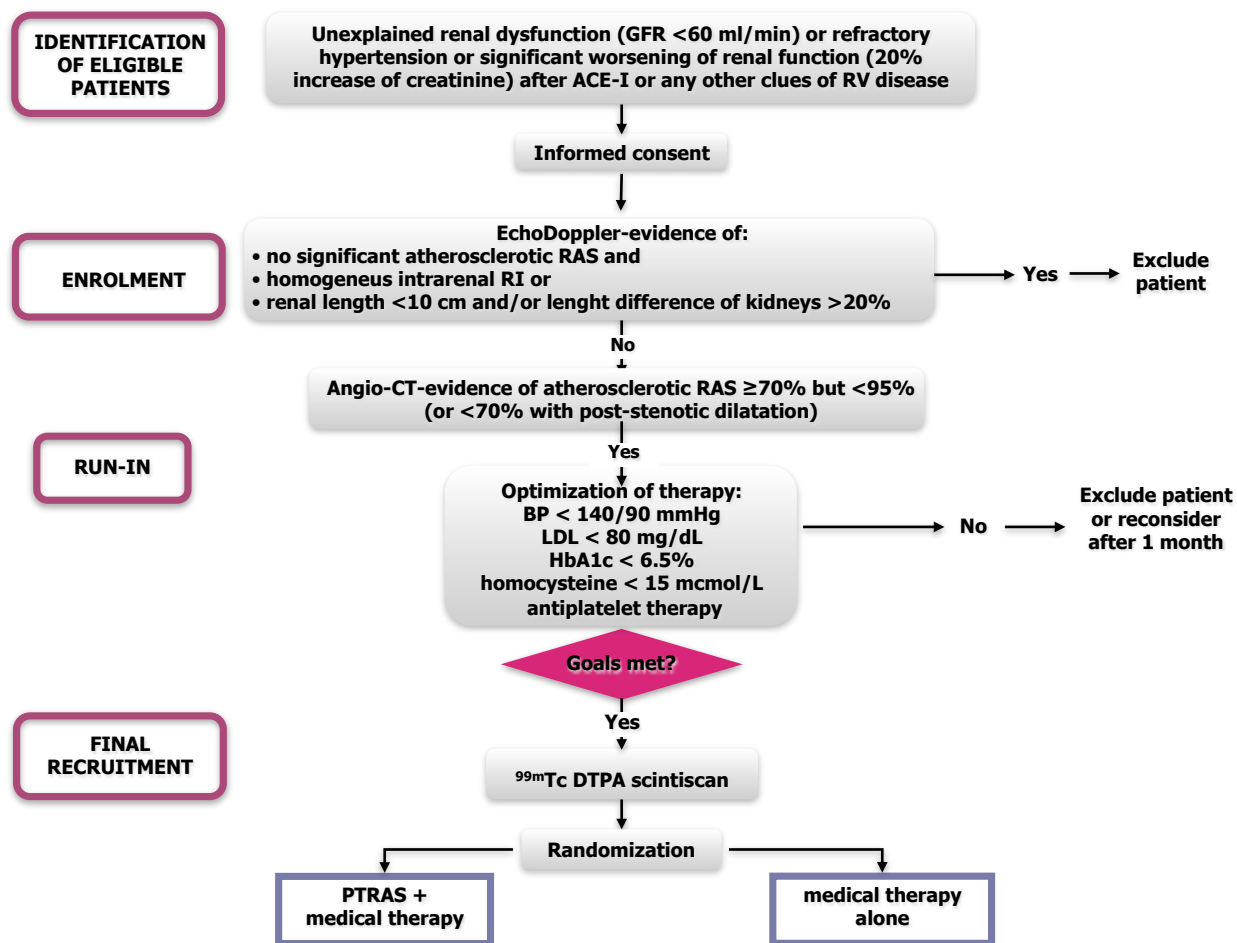 IDENTIFICATION
OF ELIGIBLE
PATIENTS
Unexplained renal dysfunction (GFR <60 ml/min) or refractory
hypertension or significant worsening of renal function (20%
increase of creatinine) after ACE-I or any other clues of RV disease
Informed consent
ENROLMENT
EchoDoppler-evidence of:
• no significant atherosclerotic RAS and
• homogeneus intrarenal RI or
• renal length <10 cm and/or lenght difference of kidneys >20%
Yes
Exclude
patient
No
Angio-CT-evidence of atherosclerotic RAS ≥70% but <95%
(or <70% with post-stenotic dilatation)
Yes
RUN-IN
Optimization of therapy:
BP < 140/90 mmHg
LDL < 80 mg/dL
HbA1c < 6.5%
homocysteine < 15 mcmol/L
antiplatelet therapy
No
Exclude patient
or reconsider
after 1 month
Goals met?
Yes
FINAL
RECRUITMENT
99mTc DTPA scintiscan
Randomization
PTRAS +
medical therapy
medical therapy
alone